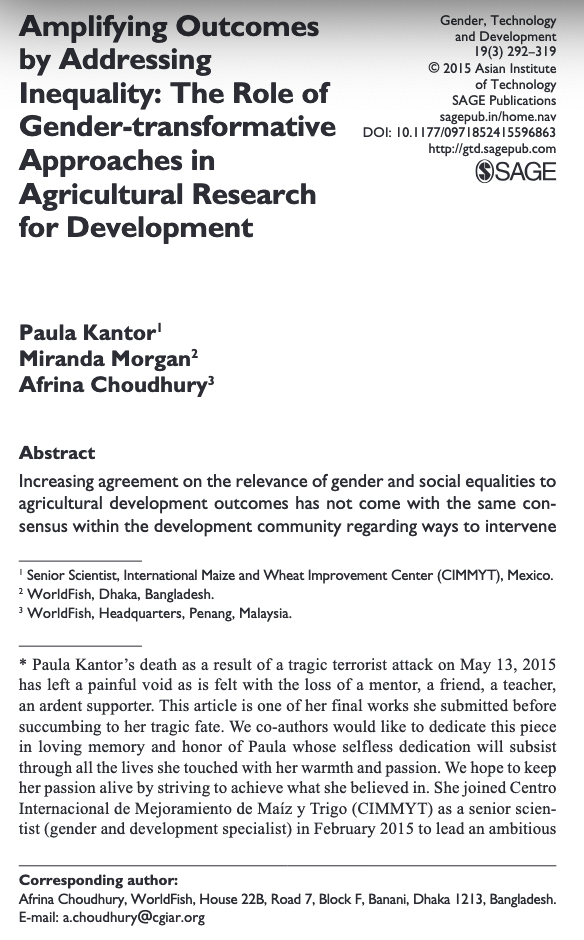 Amplifying Outcomes
by Addressing
Inequality: The Role of
Gender-transformative
Approaches in
Agricultural Research
for Development
Gender, Technology
and Development
19(3) 292–319
© 2015 Asian Institute
of Technology
SAGE Publications
sagepub.in/home.nav
DOI: 10.1177/0971852415596863
http://gtd.sagepub.com
SAGE
Paula Kantor¹
Miranda Morgan²
Afrina Choudhury³
Abstract
Increasing agreement on the relevance of gender and social equalities to
agricultural development outcomes has not come with the same con-
sensus within the development community regarding ways to intervene
¹ Senior Scientist, International Maize and Wheat Improvement Center (CIMMYT), Mexico.
² WorldFish, Dhaka, Bangladesh.
³ WorldFish, Headquarters, Penang, Malaysia.
* Paula Kantor’s death as a result of a tragic terrorist attack on May 13, 2015
has left a painful void as is felt with the loss of a mentor, a friend, a teacher,
an ardent supporter. This article is one of her final works she submitted before
succumbing to her tragic fate. We co-authors would like to dedicate this piece
in loving memory and honor of Paula whose selfless dedication will subsist
through all the lives she touched with her warmth and passion. We hope to keep
her passion alive by striving to achieve what she believed in. She joined Centro
Internacional de Mejoramiento de Maíz y Trigo (CIMMYT) as a senior scien-
tist (gender and development specialist) in February 2015 to lead an ambitious
Corresponding author:
Afrina Choudhury, WorldFish, House 22B, Road 7, Block F, Banani, Dhaka 1213, Bangladesh.
E-mail: a.choudhury@cgiar.org